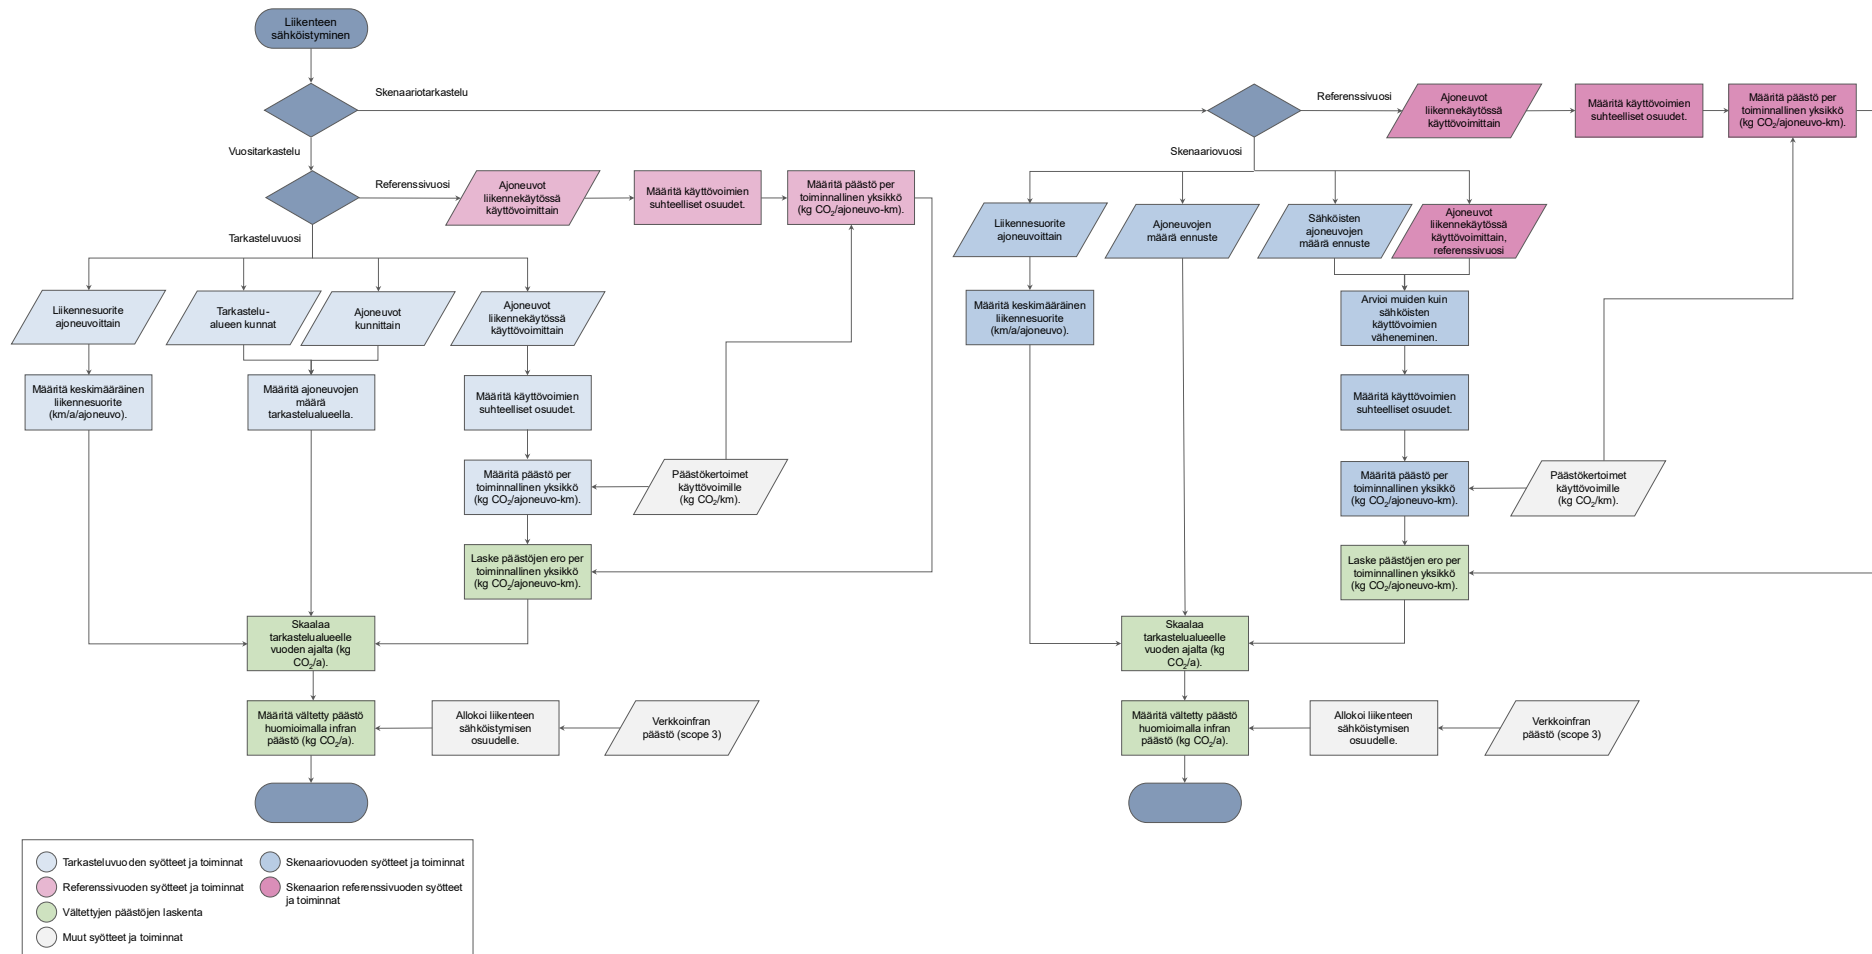 Liikenteen
sähköistyminen
Skenaariotarkastelu
Vuositarkastelu
Referenssivuosi
Ajoneuvot
liikennekäytössä
käyttövoimittain
Määritä käyttövoimien
suhteelliset osuudet.
Määritä päästö per
toiminnallinen yksikkö
(kg CO₂/ajoneuvo-km).
Tarkasteluvuosi
Liikennesuorite
ajoneuvoittain
Tarkastelu-
alueen kunnat
Ajoneuvot
kunnittain
Ajoneuvot
liikennekäytössä
käyttövoimittain
Määritä keskimääräinen
liikennesuorite
(km/a/ajoneuvo).
Määritä ajoneuvojen
määrä
tarkastelualueella.
Määritä käyttövoimien
suhteelliset osuudet.
Määritä päästö per
toiminnallinen yksikkö
(kg CO₂/ajoneuvo-km).
Päästökertoimet
käyttövoimille
(kg CO₂/km).
Laske päästöjen ero per
toiminnallinen yksikkö
(kg CO₂/ajoneuvo-km).
Skaalaa
tarkastelualueelle
vuoden ajalta (kg
CO₂/a).
Määritä vältetty päästö
huomioimalla infran
päästö (kg CO₂/a).
Allokoi liikenteen
sähköistymisen
osuudelle.
Verkkoinfran
päästö (scope 3)
Referenssivuosi
Ajoneuvot
liikennekäytössä
käyttövoimittain
Määritä käyttövoimien
suhteelliset osuudet.
Määritä päästö per
toiminnallinen yksikkö
(kg CO₂/ajoneuvo-km).
Skenaariovuosi
Liikennesuorite
ajoneuvoittain
Ajoneuvojen
määrä ennuste
Sähköisten
ajoneuvojen
määrä ennuste
Ajoneuvot
liikennekäytössä
käyttövoimittain,
referenssivuosi
Määritä keskimääräinen
liikennesuorite
(km/a/ajoneuvo).
Arvioi muiden kuin
sähköisten
käyttövoimien
väheneminen.
Määritä käyttövoimien
suhteelliset osuudet.
Määritä päästö per
toiminnallinen yksikkö
(kg CO₂/ajoneuvo-km).
Päästökertoimet
käyttövoimille
(kg CO₂/km).
Laske päästöjen ero per
toiminnallinen yksikkö
(kg CO₂/ajoneuvo-km).
Skaalaa
tarkastelualueelle
vuoden ajalta (kg
CO₂/a).
Määritä vältetty päästö
huomioimalla infran
päästö (kg CO₂/a).
Allokoi liikenteen
sähköistymisen
osuudelle.
Verkkoinfran
päästö (scope 3)
Tarkasteluvuoden syötteet ja toiminnat
Referenssivuoden syötteet ja toiminnat
Vältettyjen päästöjen laskenta
Muut syötteet ja toiminnat
Skenaariovuoden syötteet ja toiminnat
Skenaarion referenssivuoden syötteet
ja toiminnat